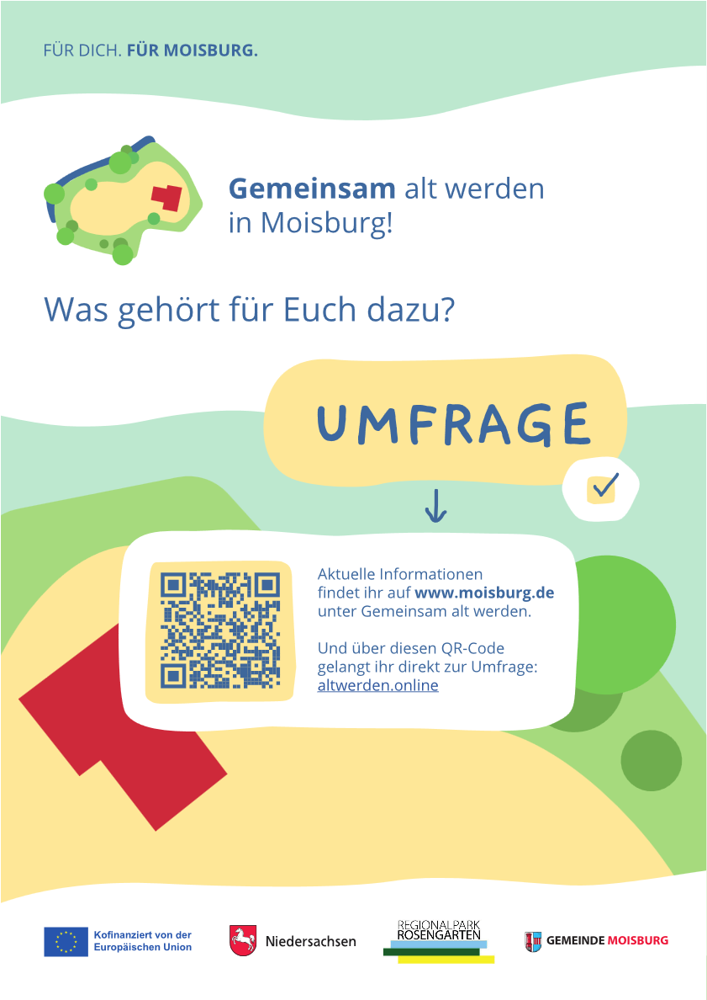 FÜR DICH. FÜR MOISBURG.
Gemeinsam alt werden
in Moisburg!
Was gehört für Euch dazu?
UMFRAGE
Aktuelle Informationen
findet ihr auf www.moisburg.de
unter Gemeinsam alt werden.
Und über diesen QR-Code
gelangt ihr direkt zur Umfrage:
altwerden.online
Kofinanziert von der
Europäischen Union
Niedersachsen
REGIONALPARK
ROSENGARTEN
GEMEINDE MOISBURG